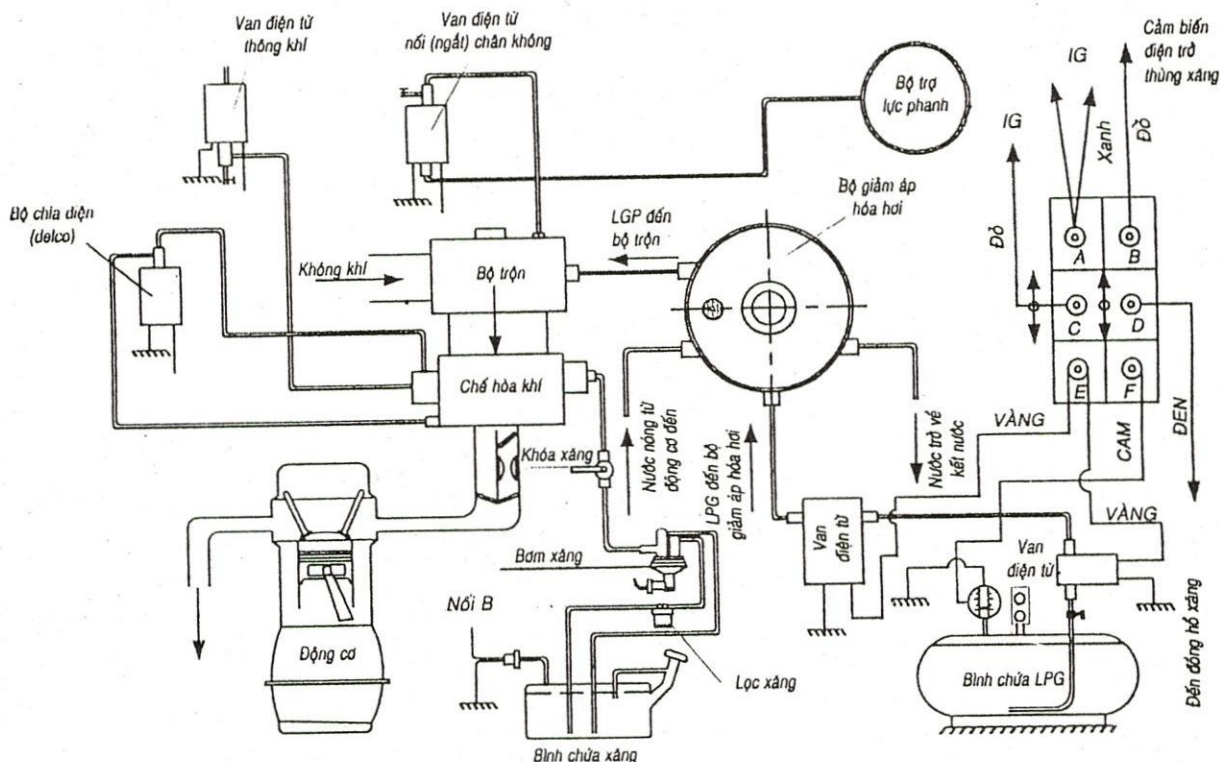 Van điện từ
thông khí
Van điện từ
nối (ngắt) chân không
Bộ trợ
lực phanh
Cảm biến
điện trở
thùng xăng
IG
IG
Xanh
Đỏ
Đỏ
Bộ chia điện
(delco)
Bộ giảm áp
hóa hơi
LGP đến
bộ trộn
Không khí
Bộ trộn
A
B
C
D
E
F
Chế hòa khí
VÀNG
CAM
ĐEN
Khóa xăng
Nước nóng từ
động cơ đến
LPG đến bộ
giảm áp hóa hơi
Nước trở về
két nước
VÀNG
Van
điện từ
Van
điện từ
Bơm xăng
Nối B
Động cơ
Lọc xăng
Bình chứa LPG
Đến đồng hồ xăng
Bình chứa xăng